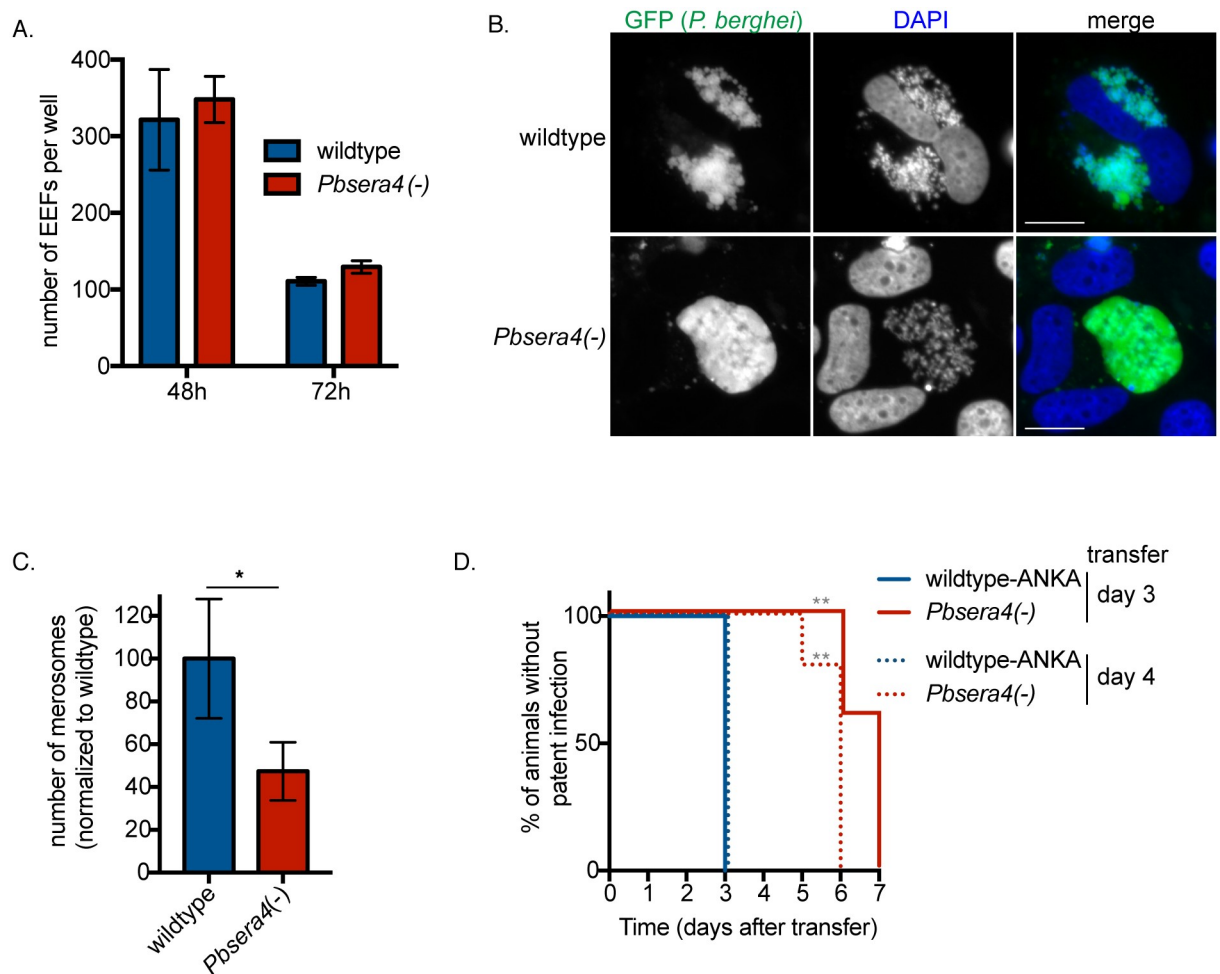 A.
number of EEFs per well
400
300
200
100
0
48h
72h
wildtype
Pbsera4(-)
B.
GFP (P. berghei)
DAPI
merge
wildtype
Pbsera4(-)
C.
number of merosomes
(normalized to wildtype)
120
100
80
60
40
20
0
*
wildtype
Pbsera4(-)
D.
% of animals without
patent infection
100
50
0
**
**
0 1 2 3 4 5 6 7
Time (days after transfer)
transfer
wildtype-ANKA
Pbsera4(-)
day 3
wildtype-ANKA
Pbsera4(-)
day 4